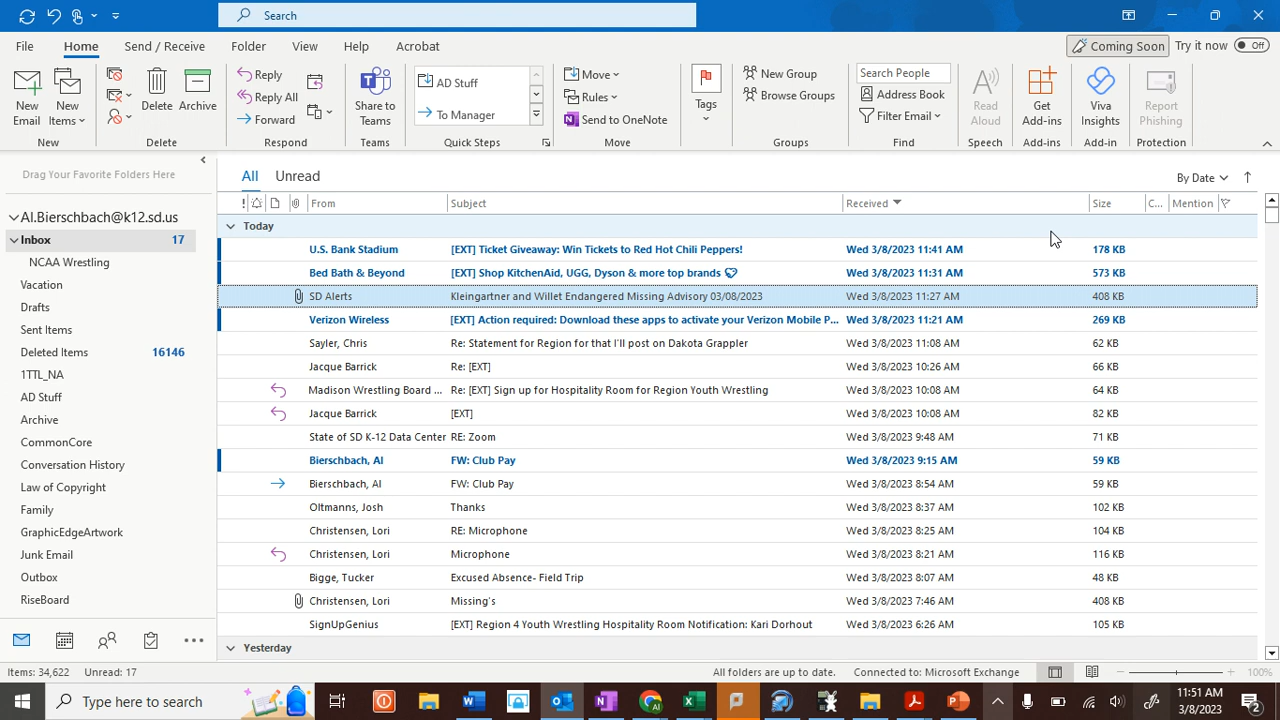 Search
File Home Send / Receive Folder View Help Acrobat Coming Soon Try it now Off
New Email New Items Delete Archive Reply Reply All Forward Share to Teams AD Stuff To Manager Move Rules Send to OneNote Tags New Group Browse Groups Search People Address Book Filter Email Read Aloud Get Add-ins Viva Insights Report Phishing
New Delete Respond Teams Quick Steps Move Groups Find Speech Add-ins Add-in Protection
Drag Your Favorite Folders Here
All Unread By Date
! From Subject Received Size C... Mention
Al.Bierschbach@k12.sd.us
Inbox 17
NCAA Wrestling
Vacation
Drafts
Sent Items
Deleted Items 16146
1TTL_NA
AD Stuff
Archive
CommonCore
Conversation History
Law of Copyright
Family
GraphicEdgeArtwork
Junk Email
Outbox
RiseBoard
Today
U.S. Bank Stadium [EXT] Ticket Giveaway: Win Tickets to Red Hot Chili Peppers! Wed 3/8/2023 11:41 AM 178 KB
Bed Bath & Beyond [EXT] Shop KitchenAid, UGG, Dyson & more top brands Wed 3/8/2023 11:31 AM 573 KB
SD Alerts Kleingartner and Willet Endangered Missing Advisory 03/08/2023 Wed 3/8/2023 11:27 AM 408 KB
Verizon Wireless [EXT] Action required: Download these apps to activate your Verizon Mobile P... Wed 3/8/2023 11:21 AM 269 KB
Sayler, Chris Re: Statement for Region for that I'll post on Dakota Grappler Wed 3/8/2023 11:08 AM 62 KB
Jacque Barrick Re: [EXT] Wed 3/8/2023 10:26 AM 66 KB
Madison Wrestling Board ... Re: [EXT] Sign up for Hospitality Room for Region Youth Wrestling Wed 3/8/2023 10:08 AM 64 KB
Jacque Barrick [EXT] Wed 3/8/2023 10:08 AM 82 KB
State of SD K-12 Data Center RE: Zoom Wed 3/8/2023 9:48 AM 71 KB
Bierschbach, Al FW: Club Pay Wed 3/8/2023 9:15 AM 59 KB
Bierschbach, Al FW: Club Pay Wed 3/8/2023 8:54 AM 59 KB
Oltmanns, Josh Thanks Wed 3/8/2023 8:37 AM 102 KB
Christensen, Lori RE: Microphone Wed 3/8/2023 8:25 AM 104 KB
Christensen, Lori Microphone Wed 3/8/2023 8:21 AM 116 KB
Bigge, Tucker Excused Absence- Field Trip Wed 3/8/2023 8:07 AM 48 KB
Christensen, Lori Missing's Wed 3/8/2023 7:46 AM 408 KB
SignUpGenius [EXT] Region 4 Youth Wrestling Hospitality Room Notification: Kari Dorhout Wed 3/8/2023 6:26 AM 105 KB
Yesterday
Items: 34,622 Unread: 17 All folders are up to date. Connected to: Microsoft Exchange 100%
Type here to search 11:51 AM
3/8/2023 2